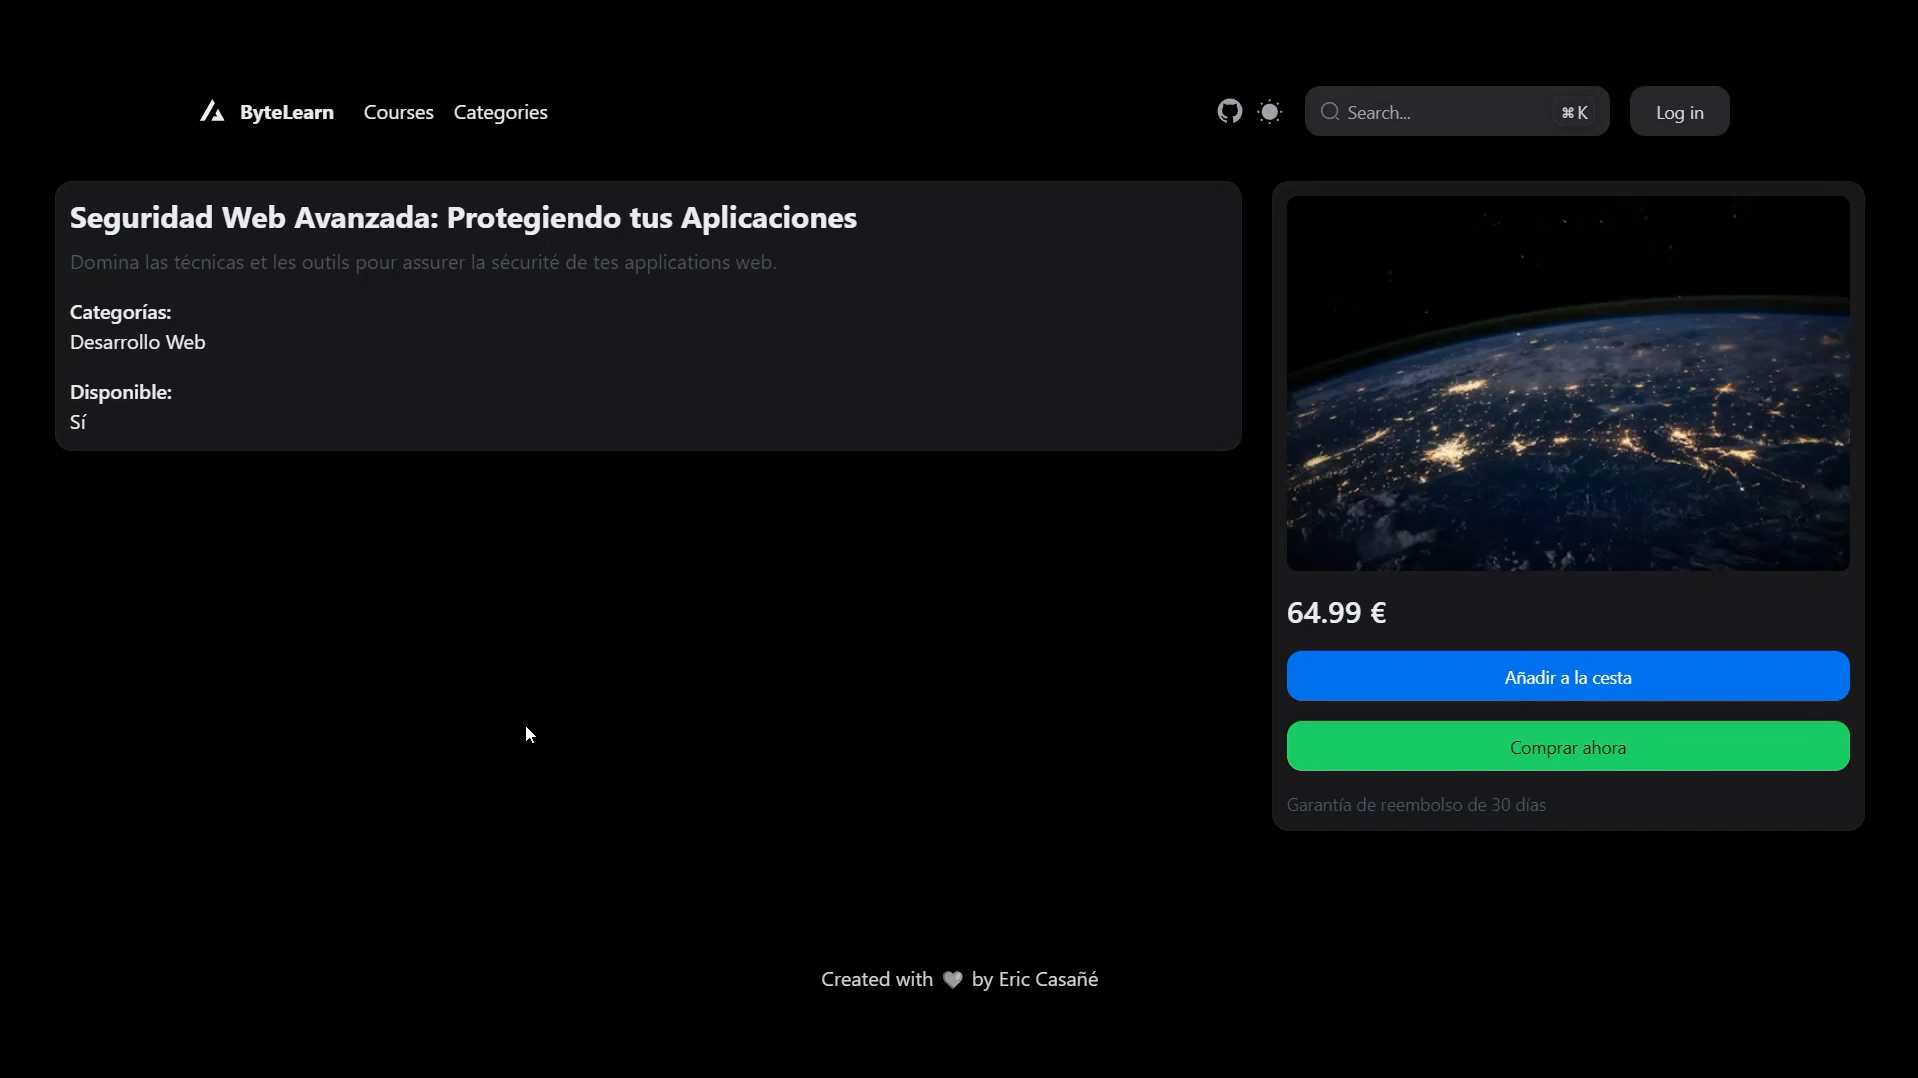 ByteLearn Courses Categories Search... ⌘K Log in
Seguridad Web Avanzada: Protegiendo tus Aplicaciones
Domina las técnicas et les outils pour assurer la sécurité de tes applications web.
Categorías:
Desarrollo Web
Disponible:
Sí
64.99 €
Añadir a la cesta
Comprar ahora
Garantía de reembolso de 30 días
Created with 🩶 by Eric Casañé